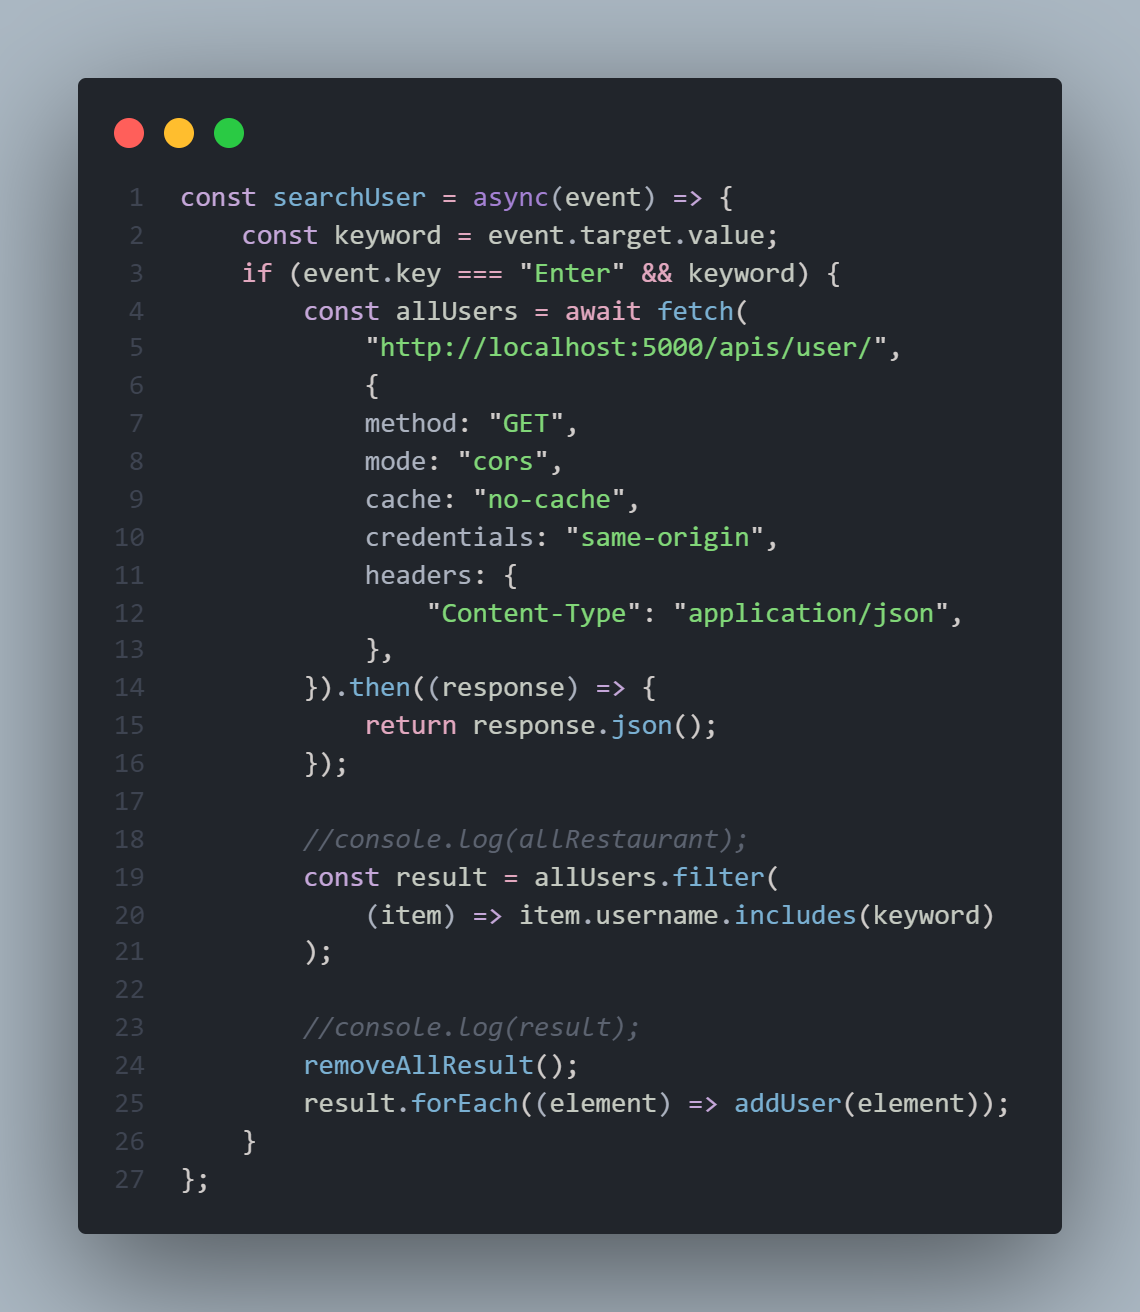 1 const searchUser = async(event) => {
2     const keyword = event.target.value;
3     if (event.key === "Enter" && keyword) {
4         const allUsers = await fetch(
5             "http://localhost:5000/apis/user/",
6             {
7             method: "GET",
8             mode: "cors",
9             cache: "no-cache",
10             credentials: "same-origin",
11             headers: {
12                 "Content-Type": "application/json",
13             },
14         }).then((response) => {
15             return response.json();
16         });
17
18         //console.log(allRestaurant);
19         const result = allUsers.filter(
20             (item) => item.username.includes(keyword)
21         );
22
23         //console.log(result);
24         removeAllResult();
25         result.forEach((element) => addUser(element));
26     }
27 };